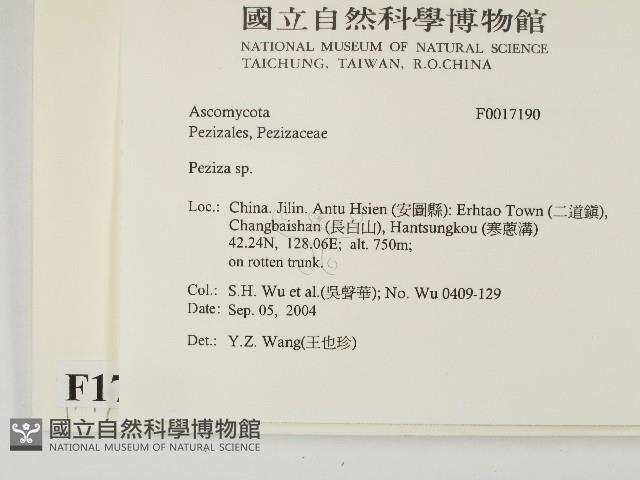 國立自然科學博物館
NATIONAL MUSEUM OF NATURAL SCIENCE
TAICHUNG, TAIWAN, R.O.CHINA
Ascomycota F0017190
Pezizales, Pezizaceae
Peziza sp.
Loc.: China. Jilin. Antu Hsien (安圖縣): Erhtao Town (二道鎮),
Changbaishan (長白山), Hantsungkou (寒蔥溝)
42.24N, 128.06E; alt. 750m;
on rotten trunk.
Col.: S.H. Wu et al.(吳聲華); No. Wu 0409-129
Date: Sep. 05, 2004
Det.: Y.Z. Wang(王也珍)
F17
國立自然科學博物館
NATIONAL MUSEUM OF NATURAL SCIENCE